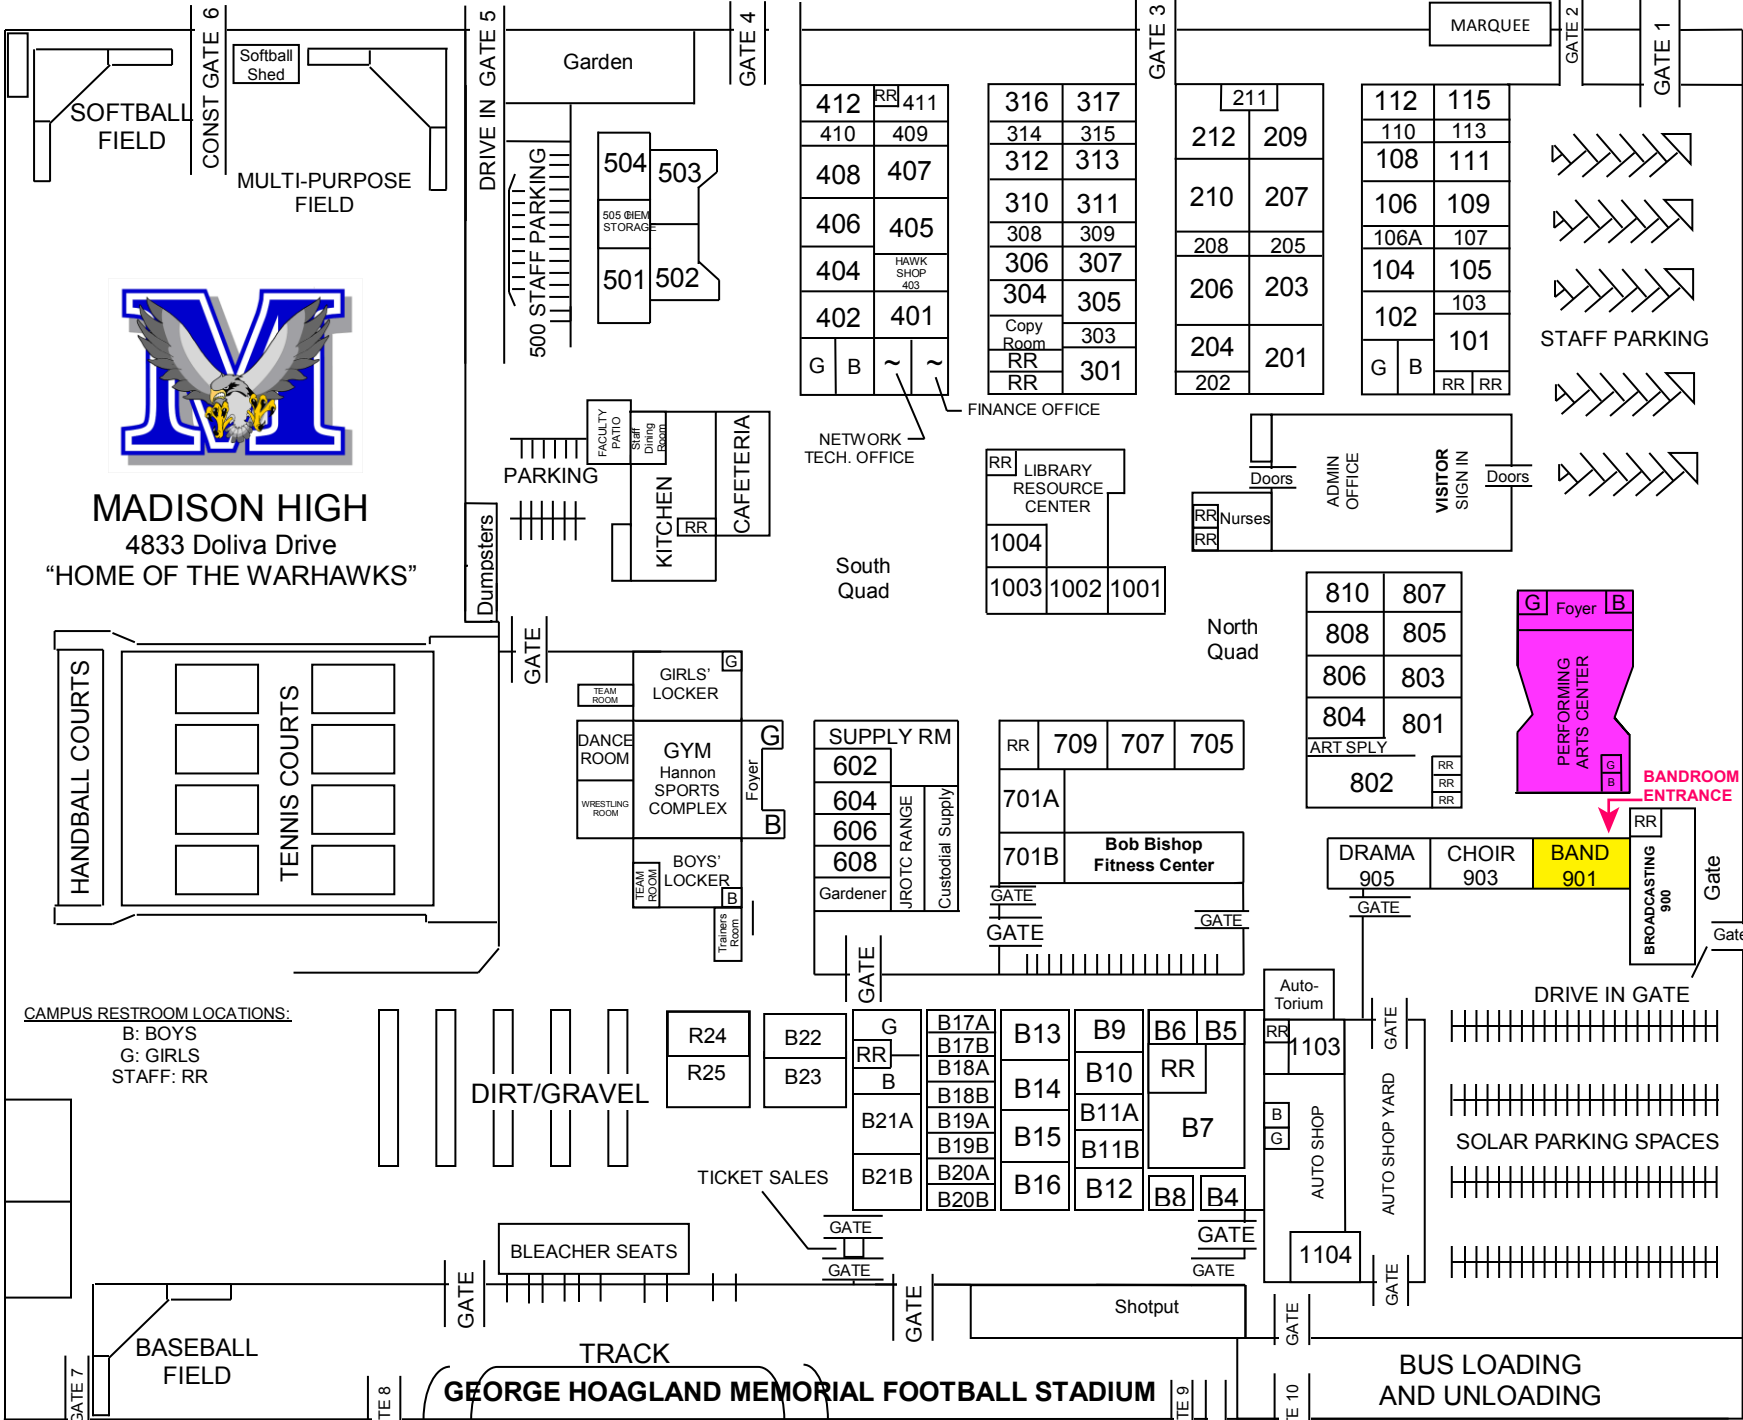 CONST GATE 6
DRIVE IN GATE 5
GATE 4
GATE 3
MARQUEE
GATE 2
GATE 1
Softball
Shed
Garden
SOFTBALL
FIELD
MULTI-PURPOSE
FIELD
500 STAFF PARKING
504
503
505 CHEM
STORAGE
501
502
412
RR
411
410
409
408
407
406
405
404
HAWK
SHOP
403
402
401
G
B
~
~
FINANCE OFFICE
NETWORK
TECH. OFFICE
316
317
314
315
312
313
310
311
308
309
306
307
304
305
Copy
Room
303
RR
RR
301
211
212
209
210
207
208
205
206
203
204
201
202
112
115
110
113
108
111
106
109
106A
107
104
105
103
102
101
G
B
RR
RR
STAFF PARKING
MADISON HIGH
4833 Doliva Drive
“HOME OF THE WARHAWKS”
PARKING
FACULTY
PATIO
Staff
Dining
Room
KITCHEN
RR
CAFETERIA
Dumpsters
RR
LIBRARY
RESOURCE
CENTER
1004
1003
1002
1001
South
Quad
Doors
ADMIN
OFFICE
VISITOR
SIGN IN
Doors
RR
Nurses
RR
North
Quad
810
807
808
805
806
803
804
801
ART SPLY
802
RR
RR
RR
G
Foyer
B
PERFORMING
ARTS CENTER
G
B
BANDROOM
ENTRANCE
HANDBALL COURTS
TENNIS COURTS
GATE
GIRLS’
LOCKER
G
TEAM
ROOM
DANCE
ROOM
GYM
Hannon
SPORTS
COMPLEX
G
Foyer
B
WRESTLING
ROOM
BOYS’
LOCKER
TEAM
ROOM
B
Trainers
Room
SUPPLY RM
602
604
606
608
Gardener
JROTC RANGE
Custodial Supply
RR
709
707
705
701A
701B
Bob Bishop
Fitness Center
GATE
GATE
GATE
GATE
DRAMA
905
CHOIR
903
BAND
901
RR
BROADCASTING
900
Gate
Gate
GATE
DRIVE IN GATE
CAMPUS RESTROOM LOCATIONS:
B: BOYS
G: GIRLS
STAFF: RR
DIRT/GRAVEL
R24
R25
B22
B23
G
RR
B
B21A
B21B
B17A
B17B
B18A
B18B
B19A
B19B
B20A
B20B
B13
B14
B15
B16
B9
B10
B11A
B11B
B12
B6
B5
RR
B7
B8
B4
Auto-
Torium
RR
1103
B
G
AUTO SHOP
1104
GATE
AUTO SHOP YARD
GATE
SOLAR PARKING SPACES
TICKET SALES
GATE
GATE
GATE
GATE
BLEACHER SEATS
GATE
GATE
Shotput
GATE
BASEBALL
FIELD
TRACK
GEORGE HOAGLAND MEMORIAL FOOTBALL STADIUM
BUS LOADING
AND UNLOADING
GATE 7
TE 8
TE 9
E 10